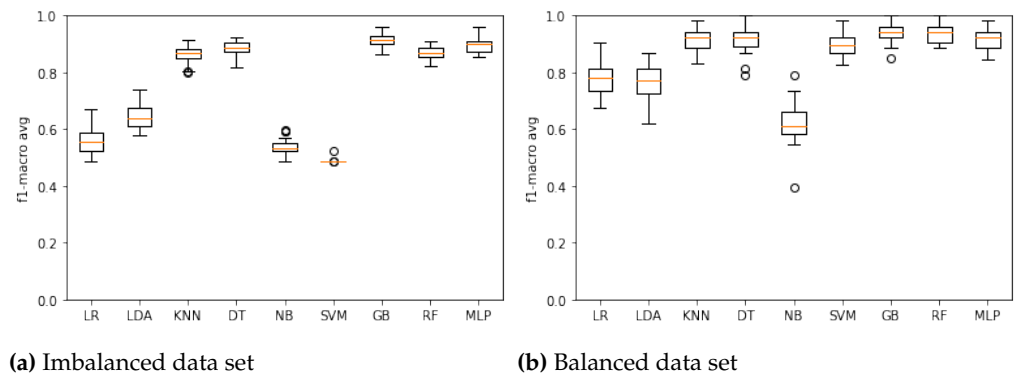 f1-macro avg
1.0
0.8
0.6
0.4
0.2
0.0
LR LDA KNN DT NB SVM GB RF MLP
(a) Imbalanced data set
f1-macro avg
1.0
0.8
0.6
0.4
0.2
0.0
LR LDA KNN DT NB SVM GB RF MLP
(b) Balanced data set